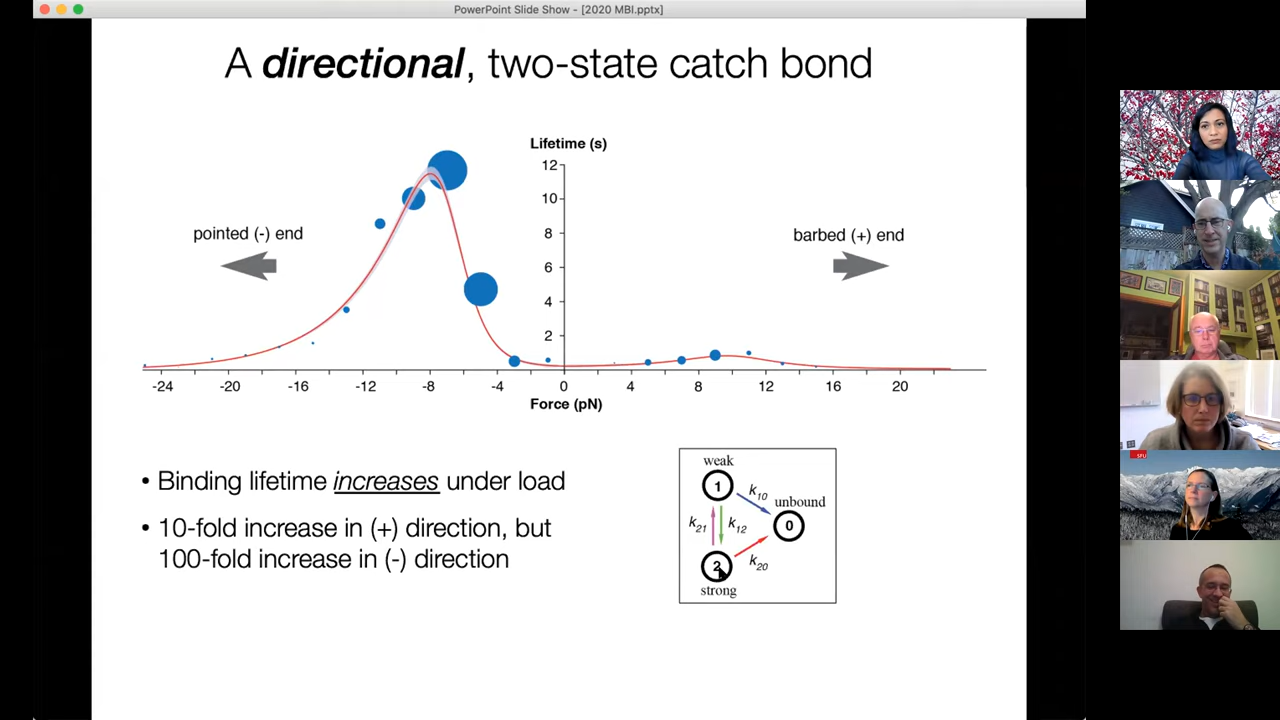 PowerPoint Slide Show - [2020 MBI.pptx]
A directional, two-state catch bond
Lifetime (s)
12
10
8
6
4
2
pointed (-) end
barbed (+) end
-24 -20 -16 -12 -8 -4 0 4 8 12 16 20
Force (pN)
• Binding lifetime increases under load
• 10-fold increase in (+) direction, but
100-fold increase in (-) direction
weak
1
k10
unbound
k21
k12
0
2
k20
strong
SFU